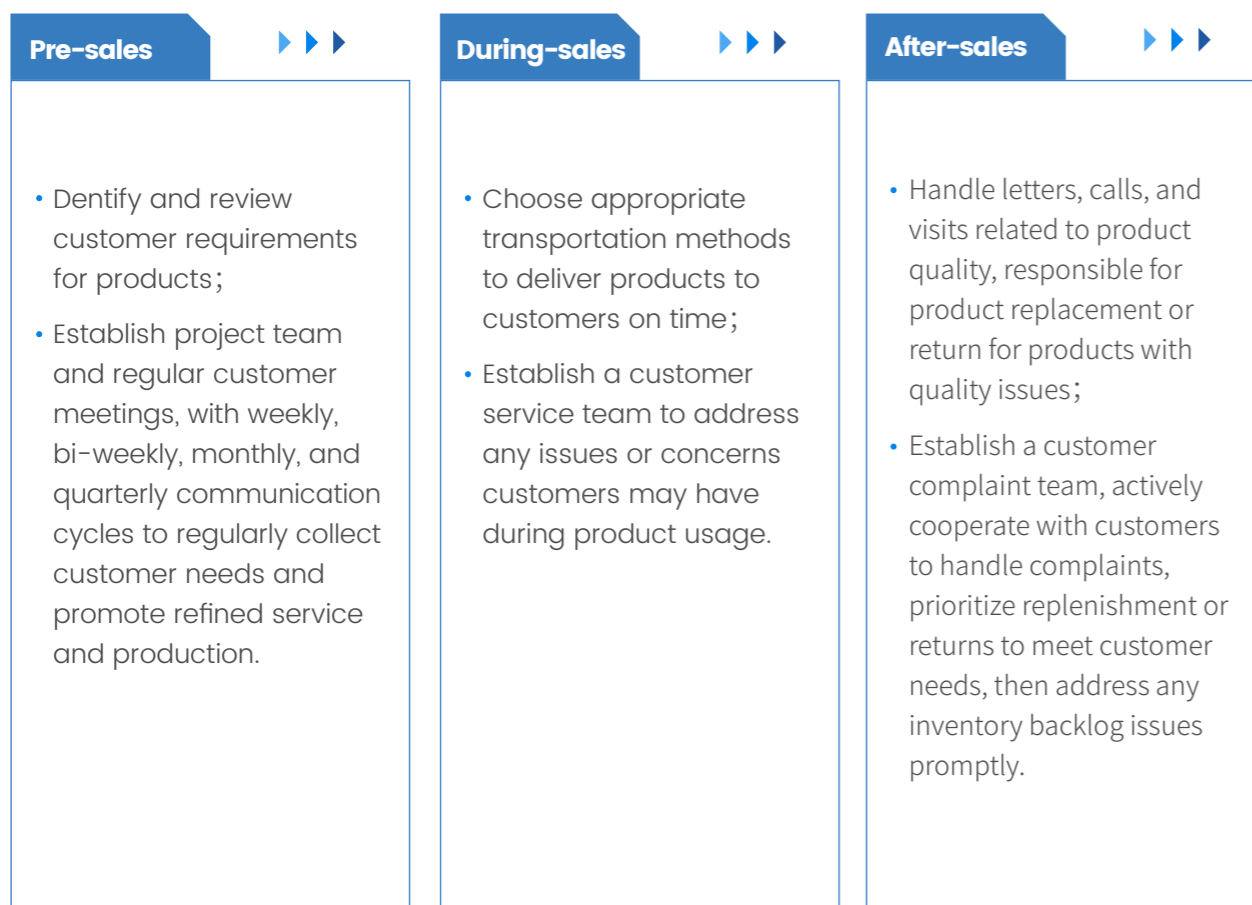 Pre-sales
• Dentify and review
customer requirements
for products；
• Establish project team
and regular customer
meetings, with weekly,
bi-weekly, monthly, and
quarterly communication
cycles to regularly collect
customer needs and
promote refined service
and production.
During-sales
• Choose appropriate
transportation methods
to deliver products to
customers on time；
• Establish a customer
service team to address
any issues or concerns
customers may have
during product usage.
After-sales
• Handle letters, calls, and
visits related to product
quality, responsible for
product replacement or
return for products with
quality issues；
• Establish a customer
complaint team, actively
cooperate with customers
to handle complaints,
prioritize replenishment or
returns to meet customer
needs, then address any
inventory backlog issues
promptly.